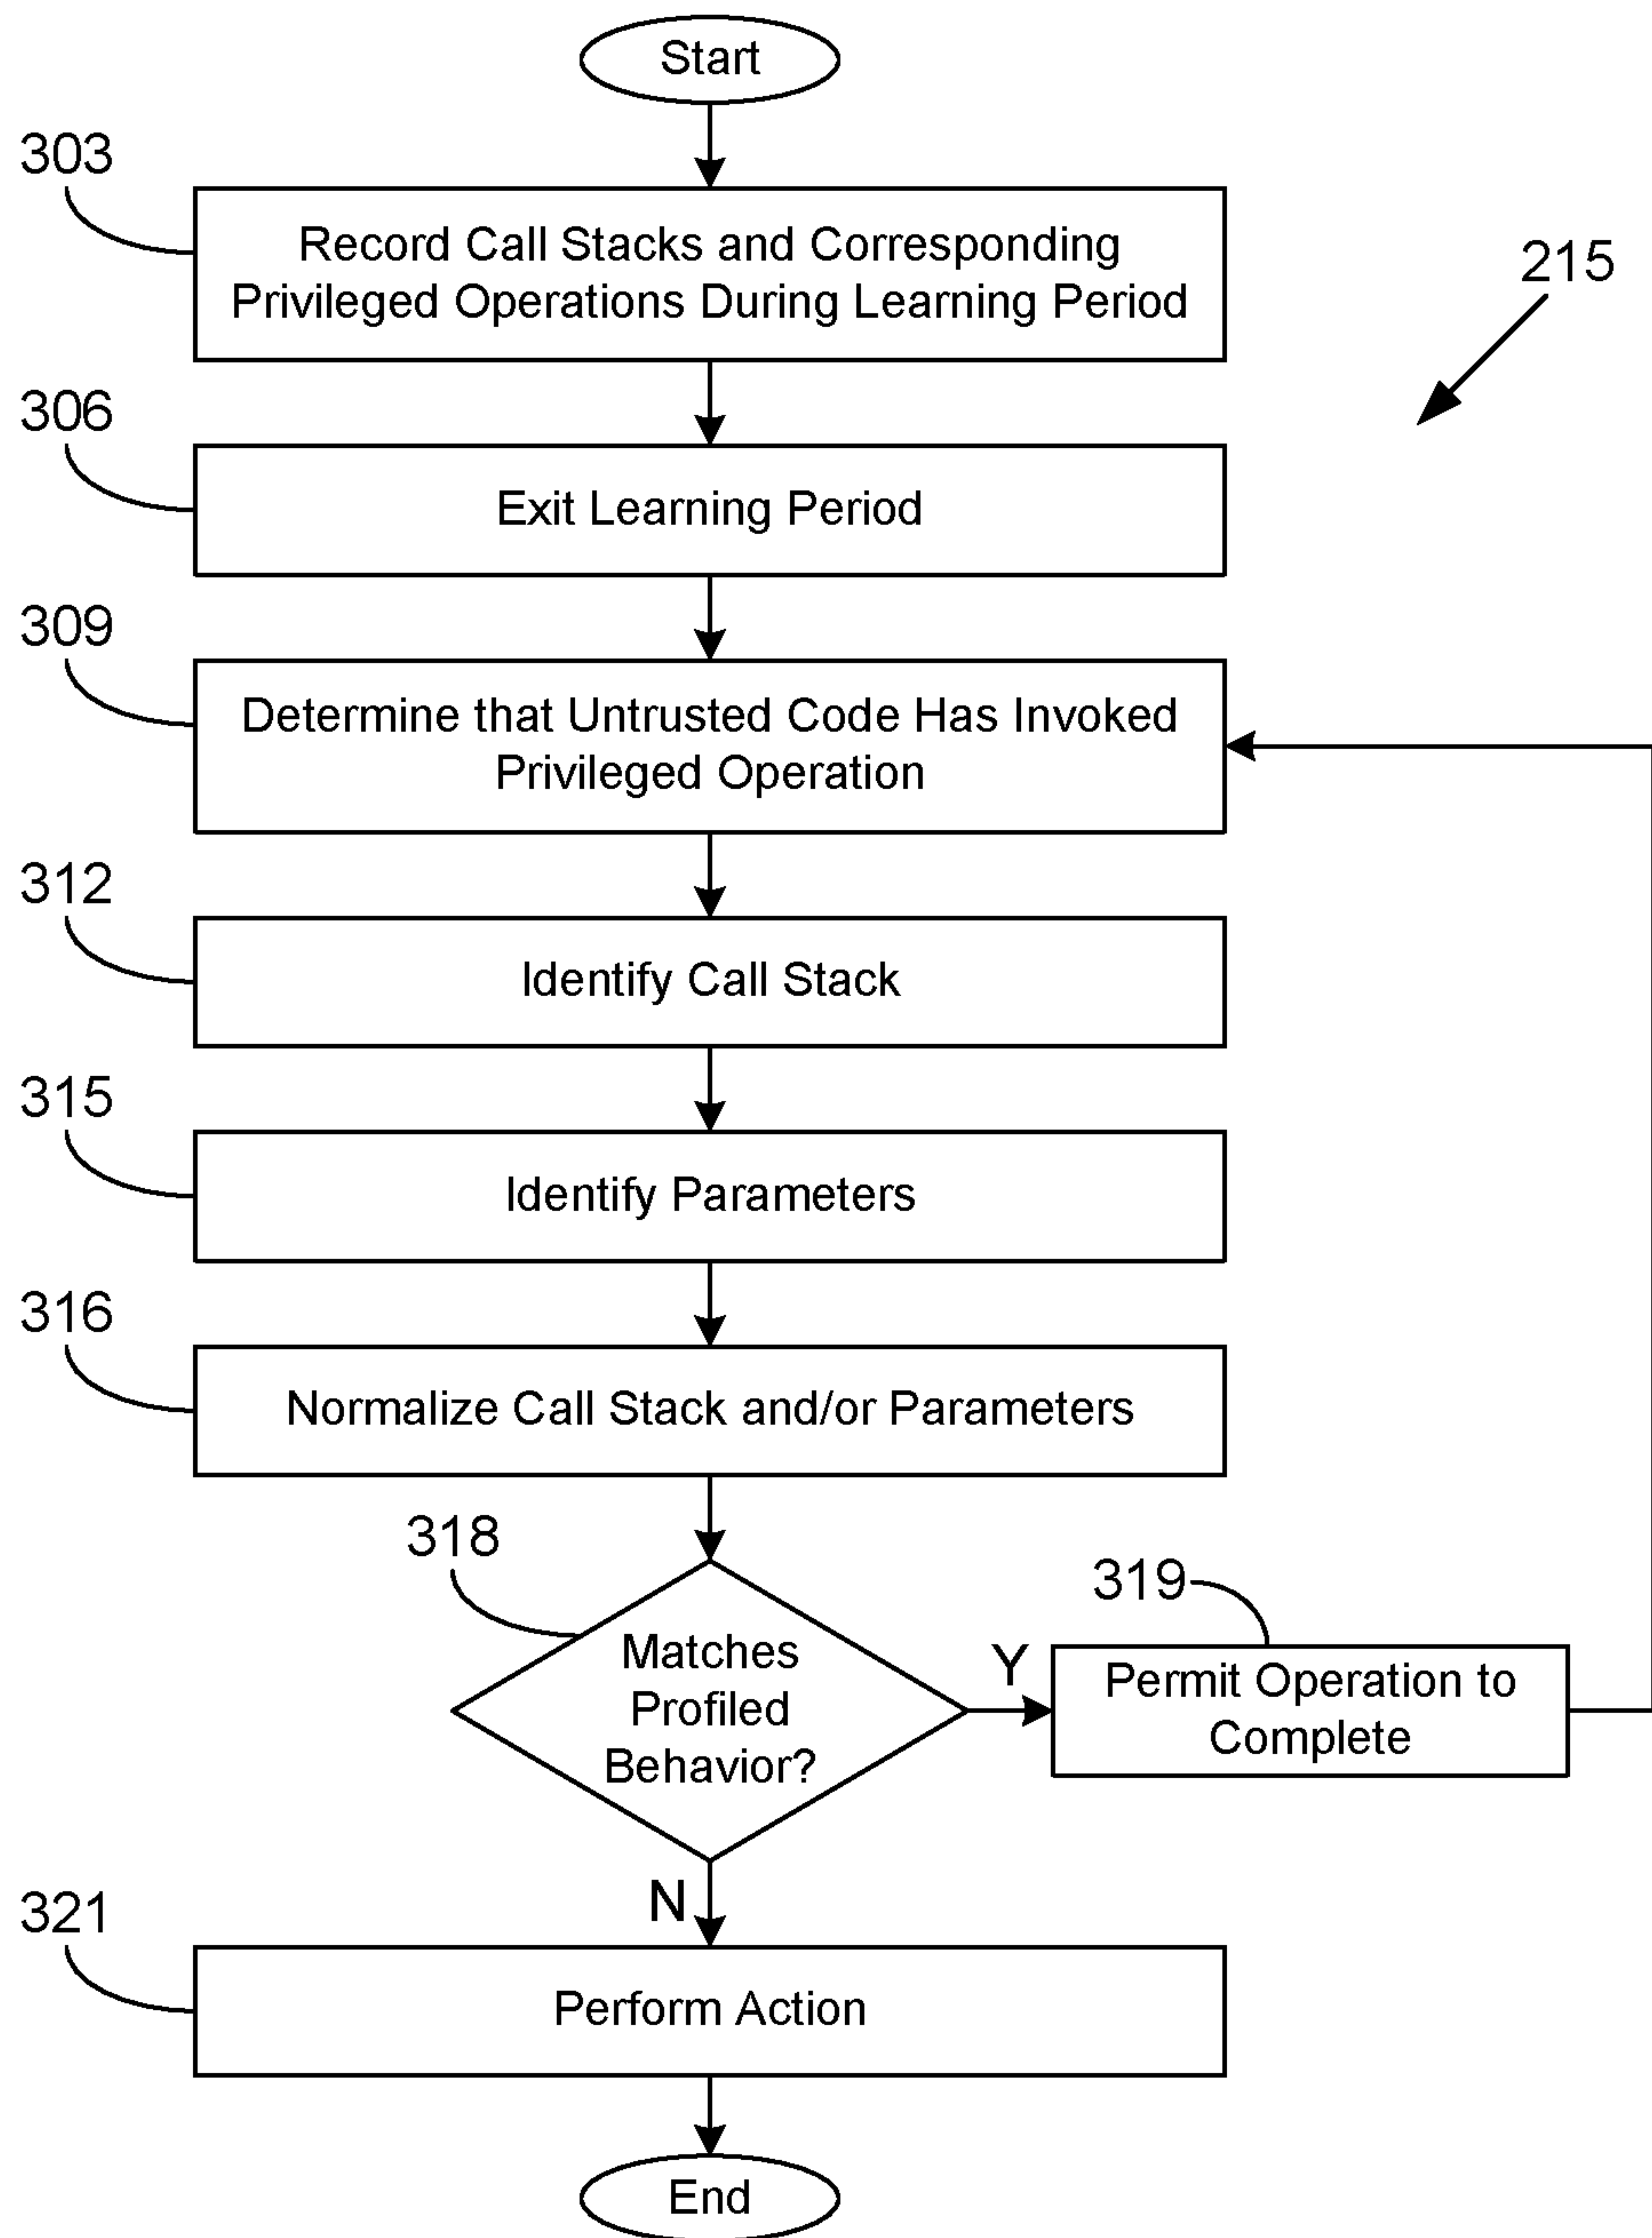 Start
303
Record Call Stacks and Corresponding
Privileged Operations During Learning Period
215
306
Exit Learning Period
309
Determine that Untrusted Code Has Invoked
Privileged Operation
312
Identify Call Stack
315
Identify Parameters
316
Normalize Call Stack and/or Parameters
318
Matches
Profiled
Behavior?
Y
319
Permit Operation to
Complete
N
321
Perform Action
End